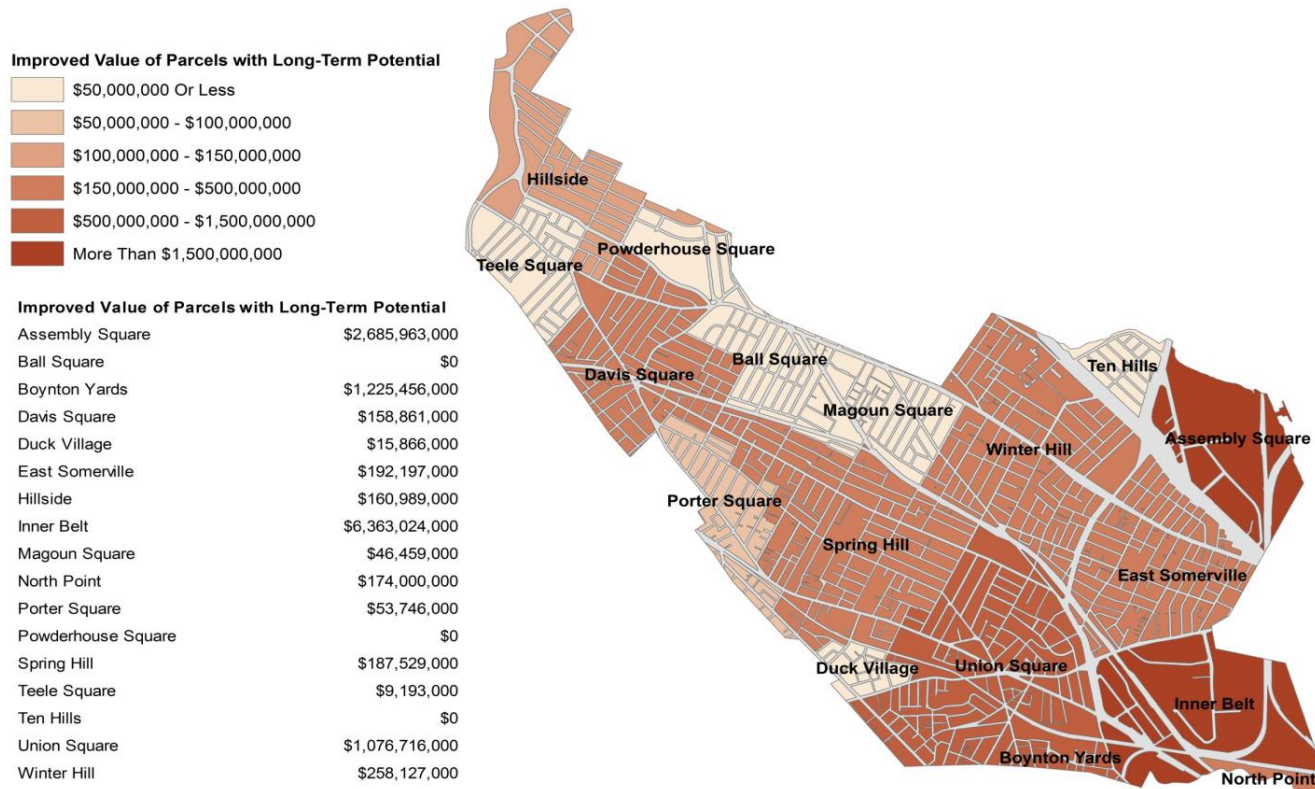 Improved Value of Parcels with Long-Term Potential
$50,000,000 Or Less
$50,000,000 - $100,000,000
$100,000,000 - $150,000,000
$150,000,000 - $500,000,000
$500,000,000 - $1,500,000,000
More Than $1,500,000,000
Improved Value of Parcels with Long-Term Potential
Assembly Square $2,685,963,000
Ball Square $0
Boynton Yards $1,225,456,000
Davis Square $158,861,000
Duck Village $15,866,000
East Somerville $192,197,000
Hillside $160,989,000
Inner Belt $6,363,024,000
Magoun Square $46,459,000
North Point $174,000,000
Porter Square $53,746,000
Powderhouse Square $0
Spring Hill $187,529,000
Teele Square $9,193,000
Ten Hills $0
Union Square $1,076,716,000
Winter Hill $258,127,000
Hillside
Powderhouse Square
Teele Square
Ball Square
Davis Square
Magoun Square
Ten Hills
Assembly Square
Winter Hill
Porter Square
Spring Hill
East Somerville
Duck Village
Union Square
Inner Belt
Boynton Yards
North Point